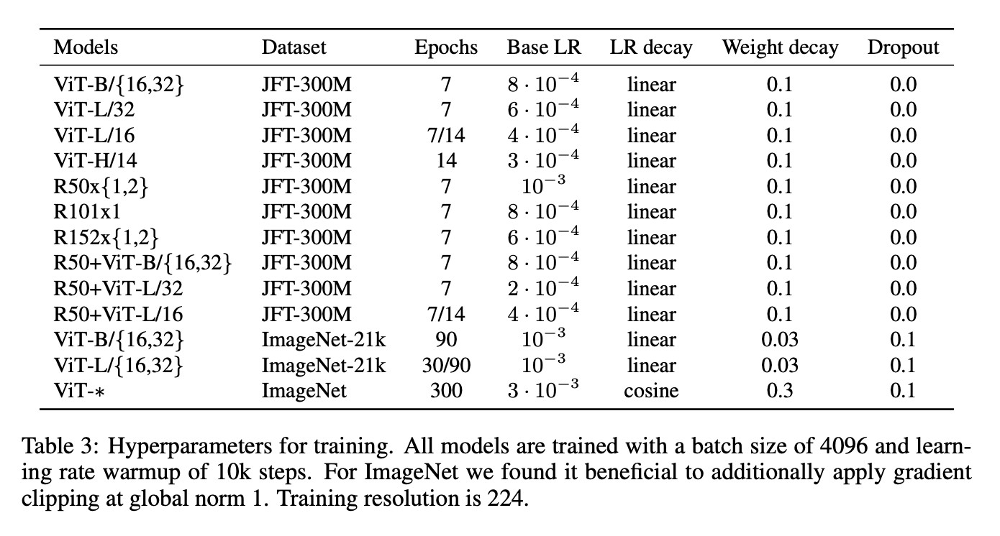 Models Dataset Epochs Base LR LR decay Weight decay Dropout
ViT-B/{16,32} JFT-300M 7 8 · 10⁻⁴ linear 0.1 0.0
ViT-L/32 JFT-300M 7 6 · 10⁻⁴ linear 0.1 0.0
ViT-L/16 JFT-300M 7/14 4 · 10⁻⁴ linear 0.1 0.0
ViT-H/14 JFT-300M 14 3 · 10⁻⁴ linear 0.1 0.0
R50x{1,2} JFT-300M 7 10⁻³ linear 0.1 0.0
R101x1 JFT-300M 7 8 · 10⁻⁴ linear 0.1 0.0
R152x{1,2} JFT-300M 7 6 · 10⁻⁴ linear 0.1 0.0
R50+ViT-B/{16,32} JFT-300M 7 8 · 10⁻⁴ linear 0.1 0.0
R50+ViT-L/32 JFT-300M 7 2 · 10⁻⁴ linear 0.1 0.0
R50+ViT-L/16 JFT-300M 7/14 4 · 10⁻⁴ linear 0.1 0.0
ViT-B/{16,32} ImageNet-21k 90 10⁻³ linear 0.03 0.1
ViT-L/{16,32} ImageNet-21k 30/90 10⁻³ linear 0.03 0.1
ViT-∗ ImageNet 300 3 · 10⁻³ cosine 0.3 0.1
Table 3: Hyperparameters for training. All models are trained with a batch size of 4096 and learn-
ing rate warmup of 10k steps. For ImageNet we found it beneficial to additionally apply gradient
clipping at global norm 1. Training resolution is 224.